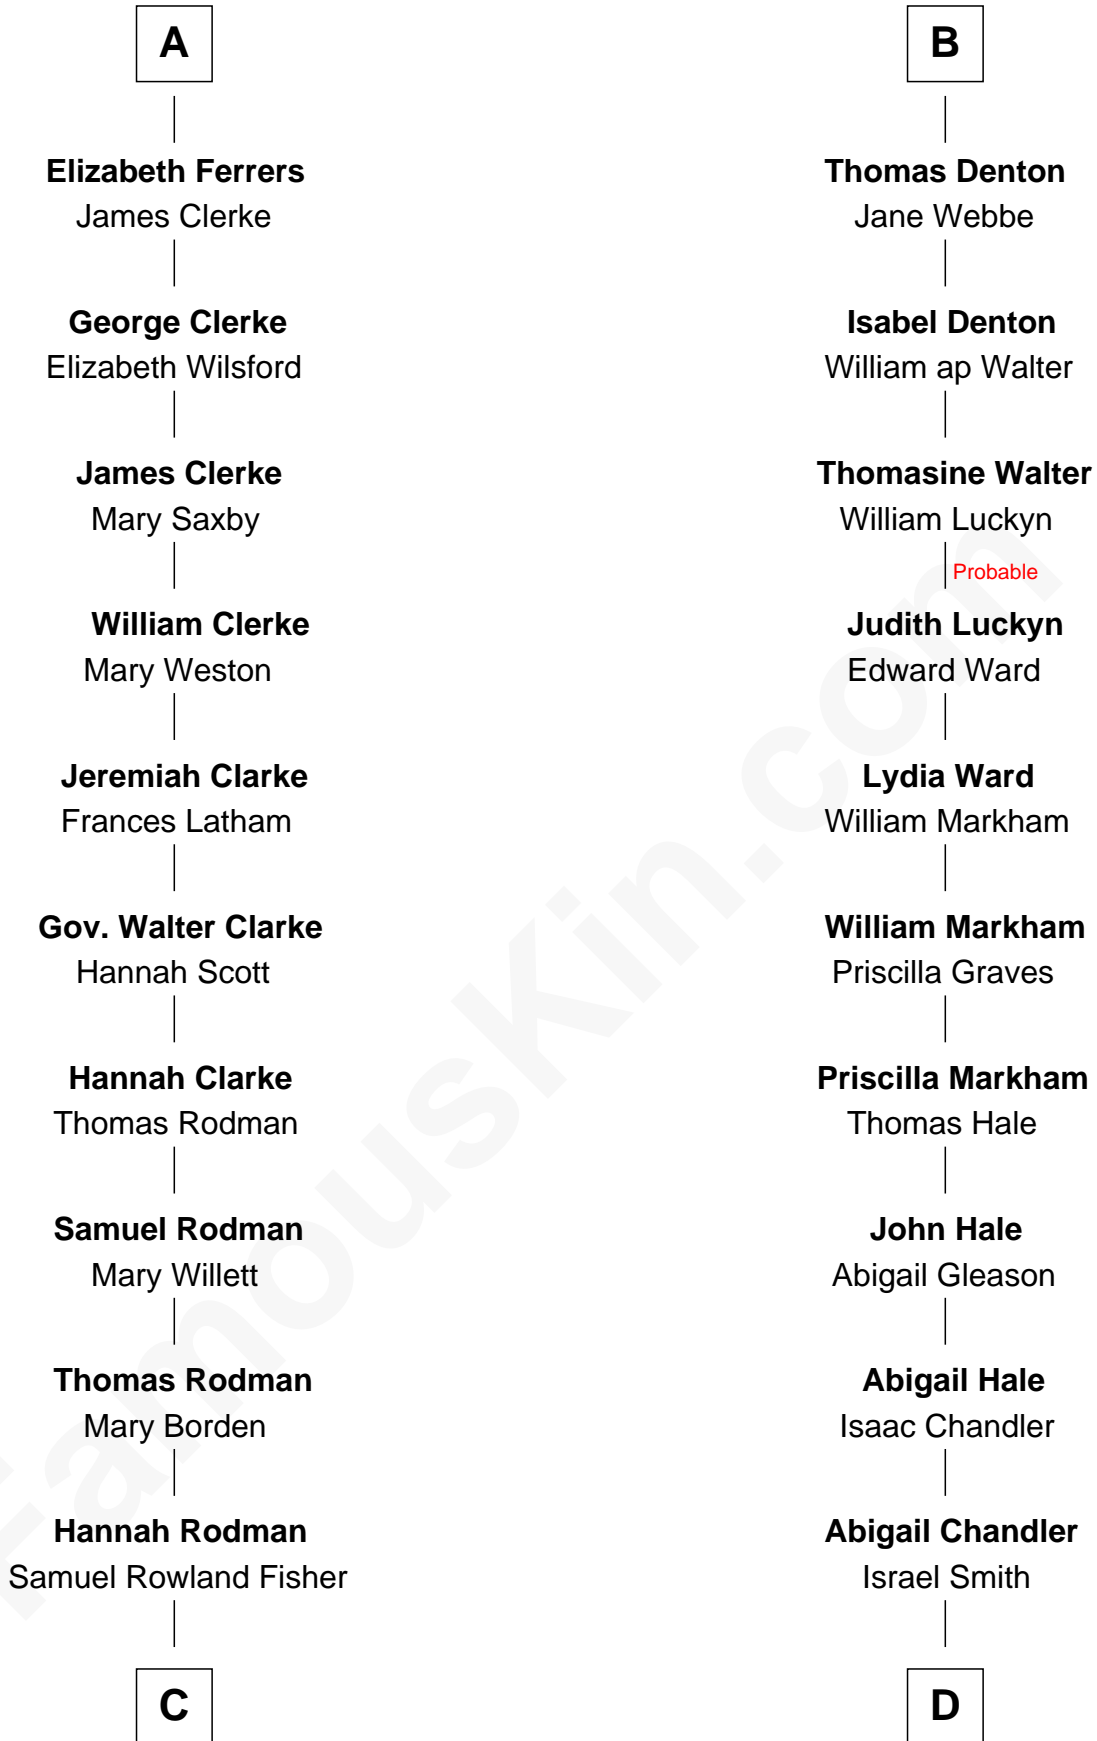 A
Elizabeth Ferrers
James Clerke
George Clerke
Elizabeth Wilsford
James Clerke
Mary Saxby
William Clerke
Mary Weston
Jeremiah Clarke
Frances Latham
Gov. Walter Clarke
Hannah Scott
Hannah Clarke
Thomas Rodman
Samuel Rodman
Mary Willett
Thomas Rodman
Mary Borden
Hannah Rodman
Samuel Rowland Fisher
C
B
Thomas Denton
Jane Webbe
Isabel Denton
William ap Walter
Thomasine Walter
William Luckyn
Probable
Judith Luckyn
Edward Ward
Lydia Ward
William Markham
William Markham
Priscilla Graves
Priscilla Markham
Thomas Hale
John Hale
Abigail Gleason
Abigail Hale
Isaac Chandler
Abigail Chandler
Israel Smith
D
FamousKin.com